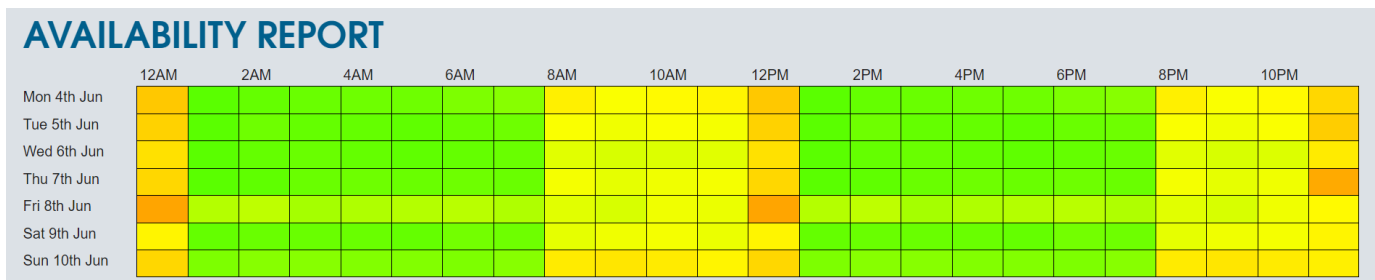 AVAILABILITY REPORT
12AM 2AM 4AM 6AM 8AM 10AM 12PM 2PM 4PM 6PM 8PM 10PM
Mon 4th Jun
Tue 5th Jun
Wed 6th Jun
Thu 7th Jun
Fri 8th Jun
Sat 9th Jun
Sun 10th Jun